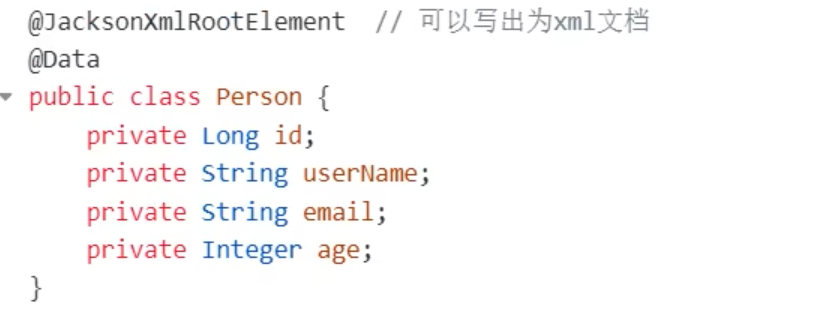 @JacksonXmlRootElement  // 可以写出为xml文档
@Data
public class Person {
    private Long id;
    private String userName;
    private String email;
    private Integer age;
}